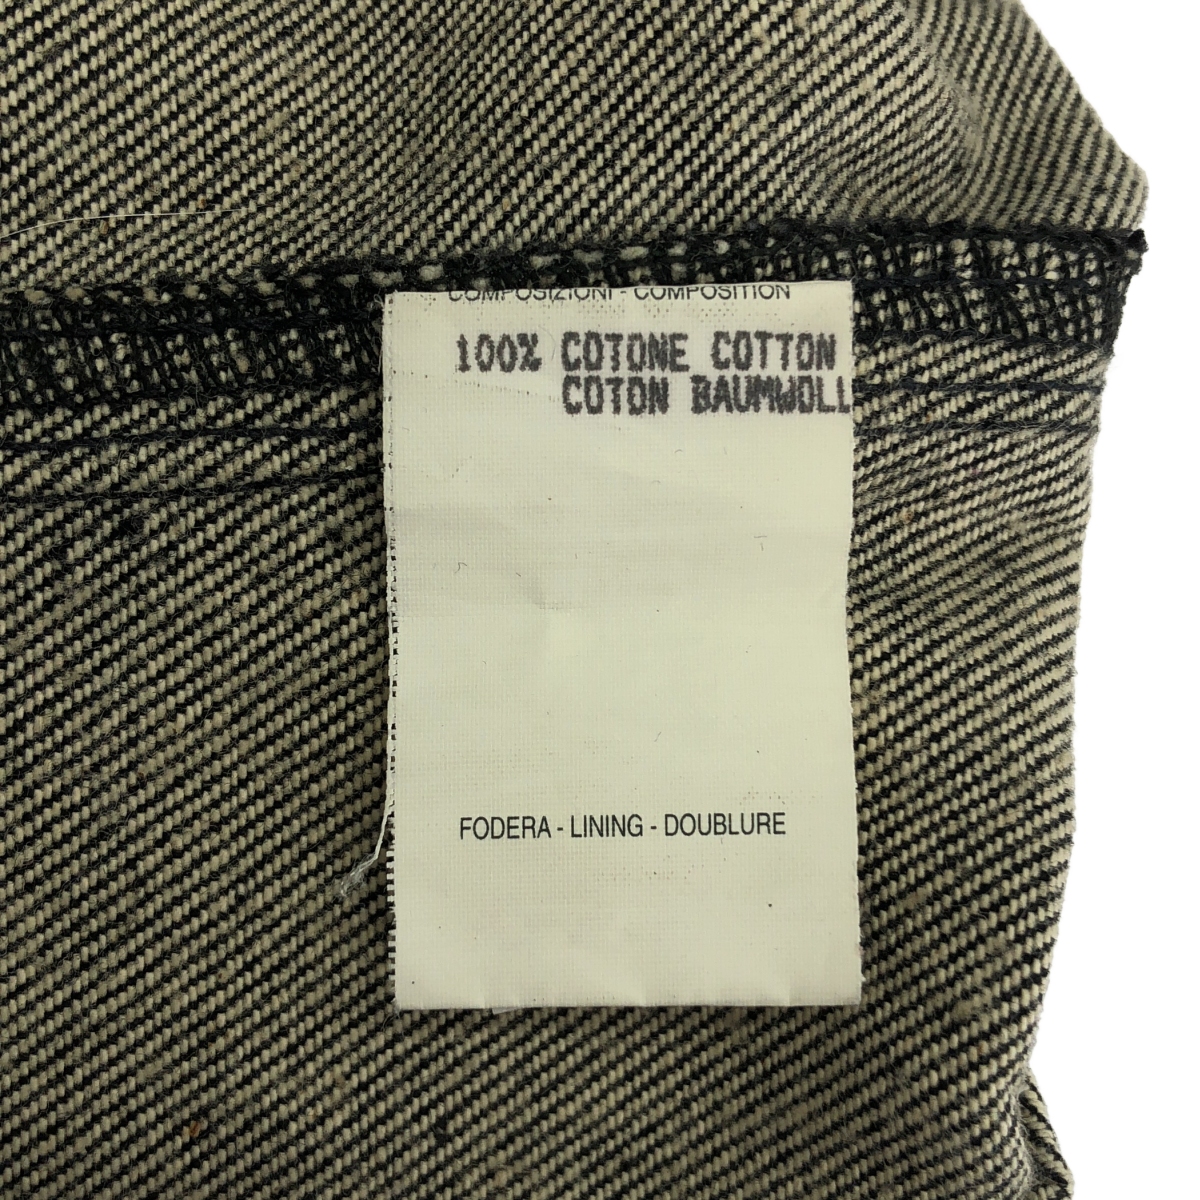 COMPOSIZIONI - COMPOSITION
100% COTONE COTTON
COTON BAUMWOLL
FODERA - LINING - DOUBLURE